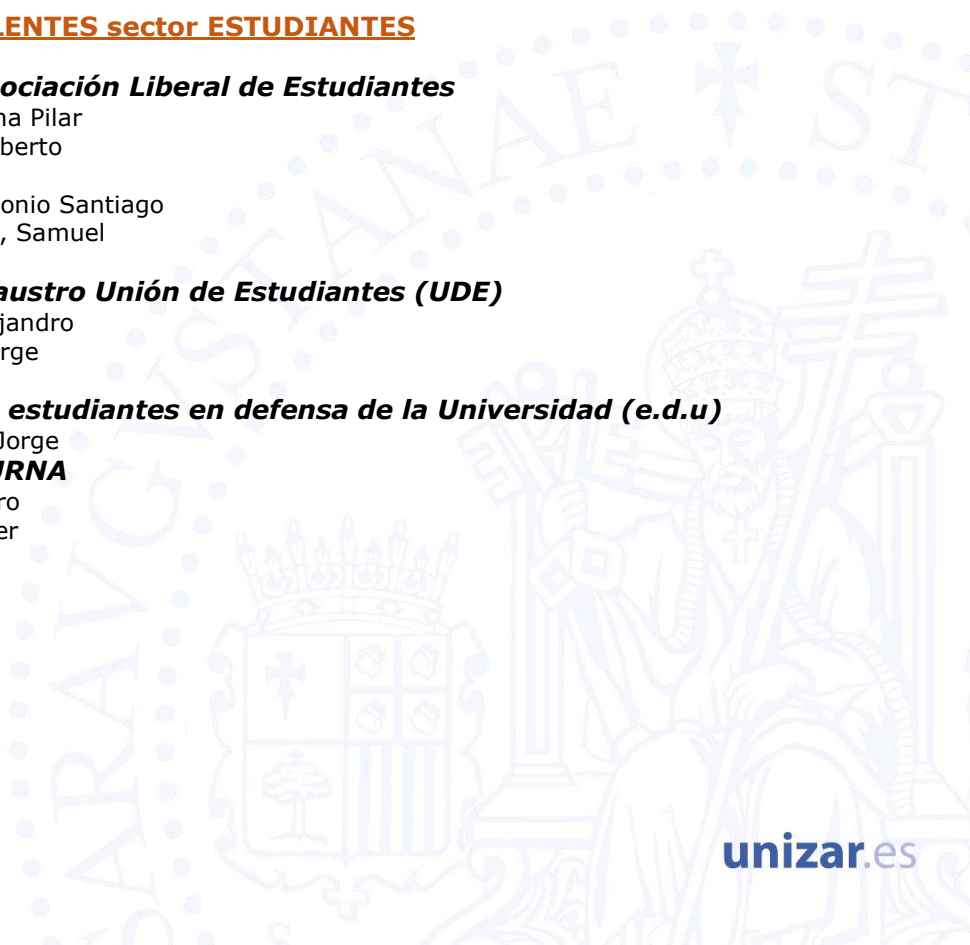 LENTES sector ESTUDIANTES
ociación Liberal de Estudiantes
na Pilar
berto
onio Santiago
, Samuel
austro Unión de Estudiantes (UDE)
jandro
rge
estudiantes en defensa de la Universidad (e.d.u)
Jorge
URNA
ro
er
unizar.es